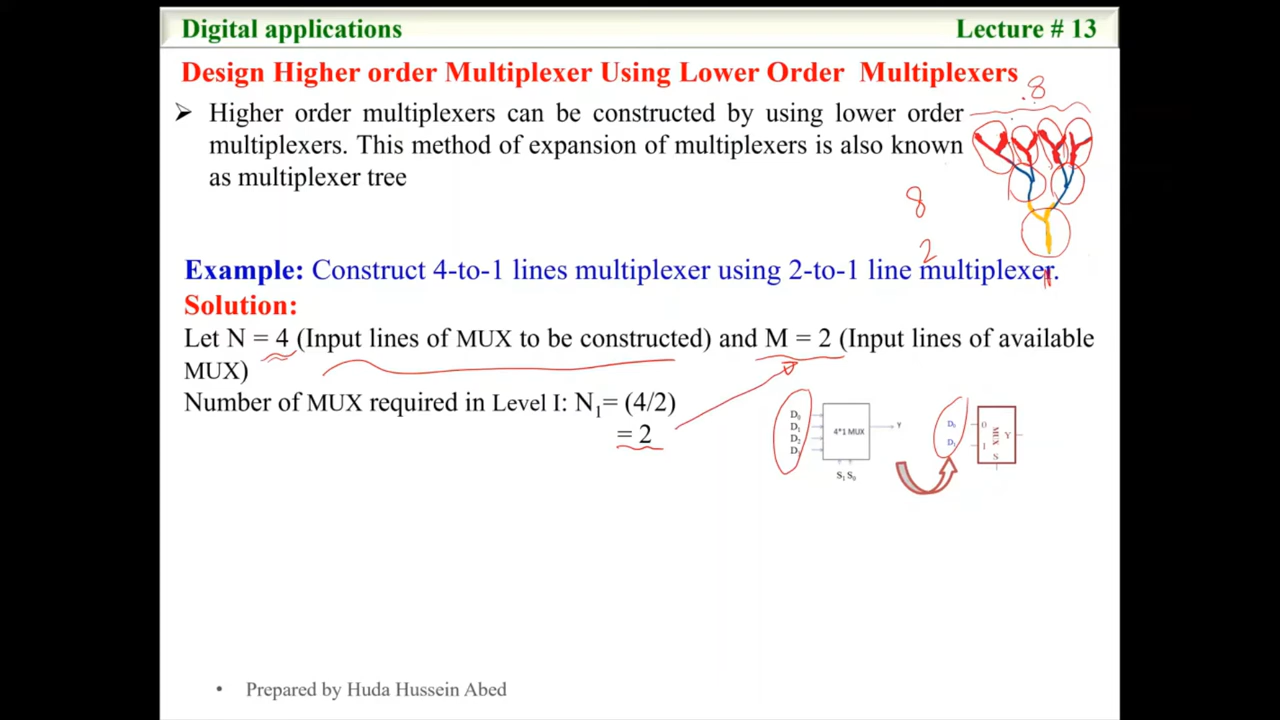 Digital applications
Lecture # 13
Design Higher order Multiplexer Using Lower Order Multiplexers
8
➢ Higher order multiplexers can be constructed by using lower order
multiplexers. This method of expansion of multiplexers is also known
as multiplexer tree
8
2
Example: Construct 4-to-1 lines multiplexer using 2-to-1 line multiplexer.
Solution:
Let N = 4 (Input lines of MUX to be constructed) and M = 2 (Input lines of available
MUX)
Number of MUX required in Level I: N₁= (4/2)
= 2
D₀
D₁
D₂
D
4*1 MUX
Y
S₁ S₀
D₀
D₁
0
1
MUX
Y
S
• Prepared by Huda Hussein Abed